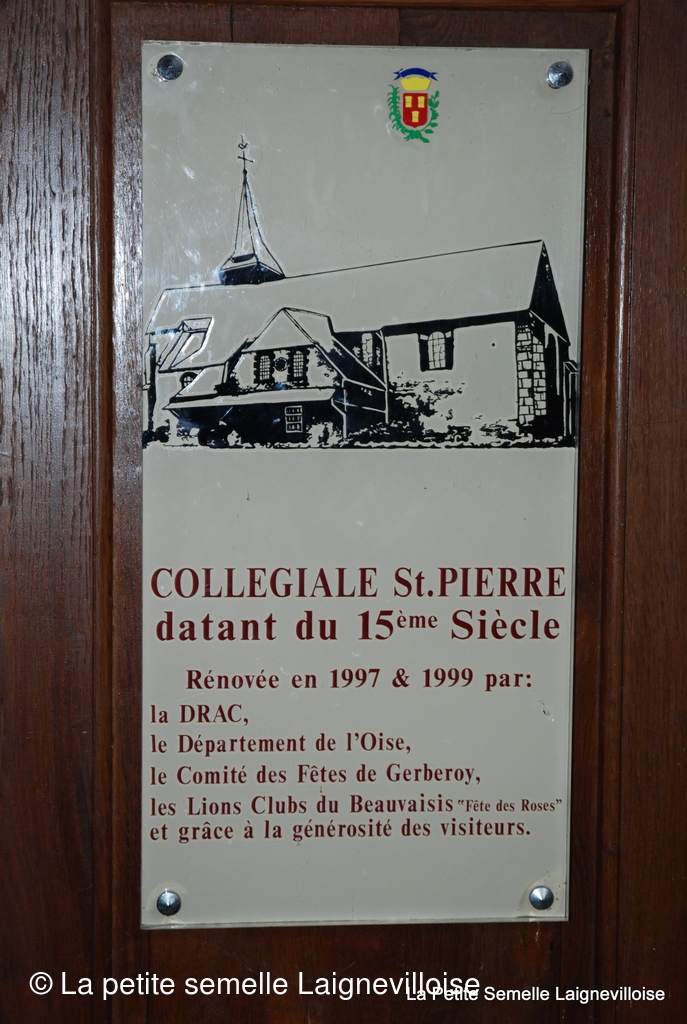 COLLEGIALE St.PIERRE
datant du 15ème Siècle
Rénovée en 1997 & 1999 par:
la DRAC,
le Département de l'Oise,
le Comité des Fêtes de Gerberoy,
les Lions Clubs du Beauvaisis "Fête des Roses"
et grâce à la générosité des visiteurs.
© La petite semelle Laignevilloise
La Petite Semelle Laignevilloise